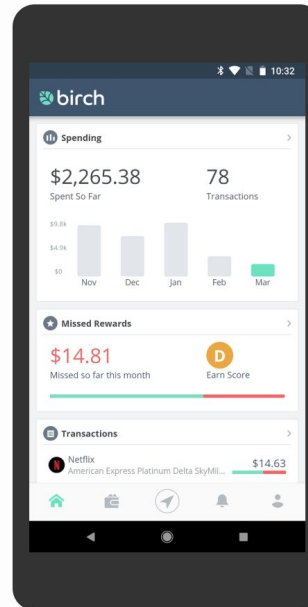 10:32
birch
Spending
$2,265.38
78
Spent So Far
Transactions
$9.8k
$4.9k
$0
Nov Dec Jan Feb Mar
Missed Rewards
$14.81
D
Missed so far this month
Earn Score
Transactions
N
Netflix
$14.63
American Express Platinum Delta SkyMil...